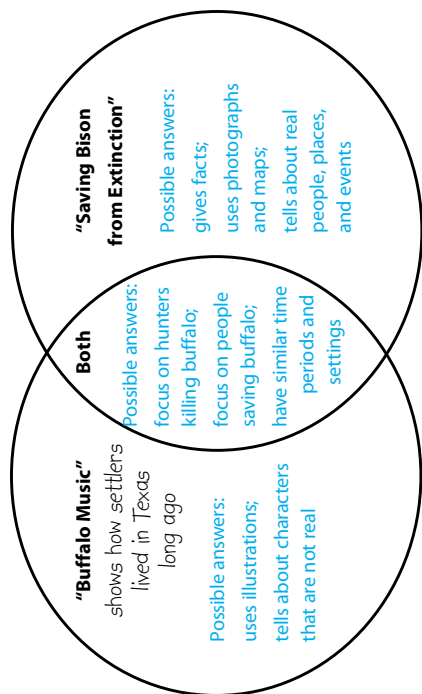 “Buffalo Music”
shows how settlers
lived in Texas
long ago
Possible answers:
uses illustrations;
tells about characters
that are not real
Both
Possible answers:
focus on hunters
killing buffalo;
focus on people
saving buffalo;
have similar time
periods and
settings
“Saving Bison
from Extinction”
Possible answers:
gives facts;
uses photographs
and maps;
tells about real
people, places,
and events